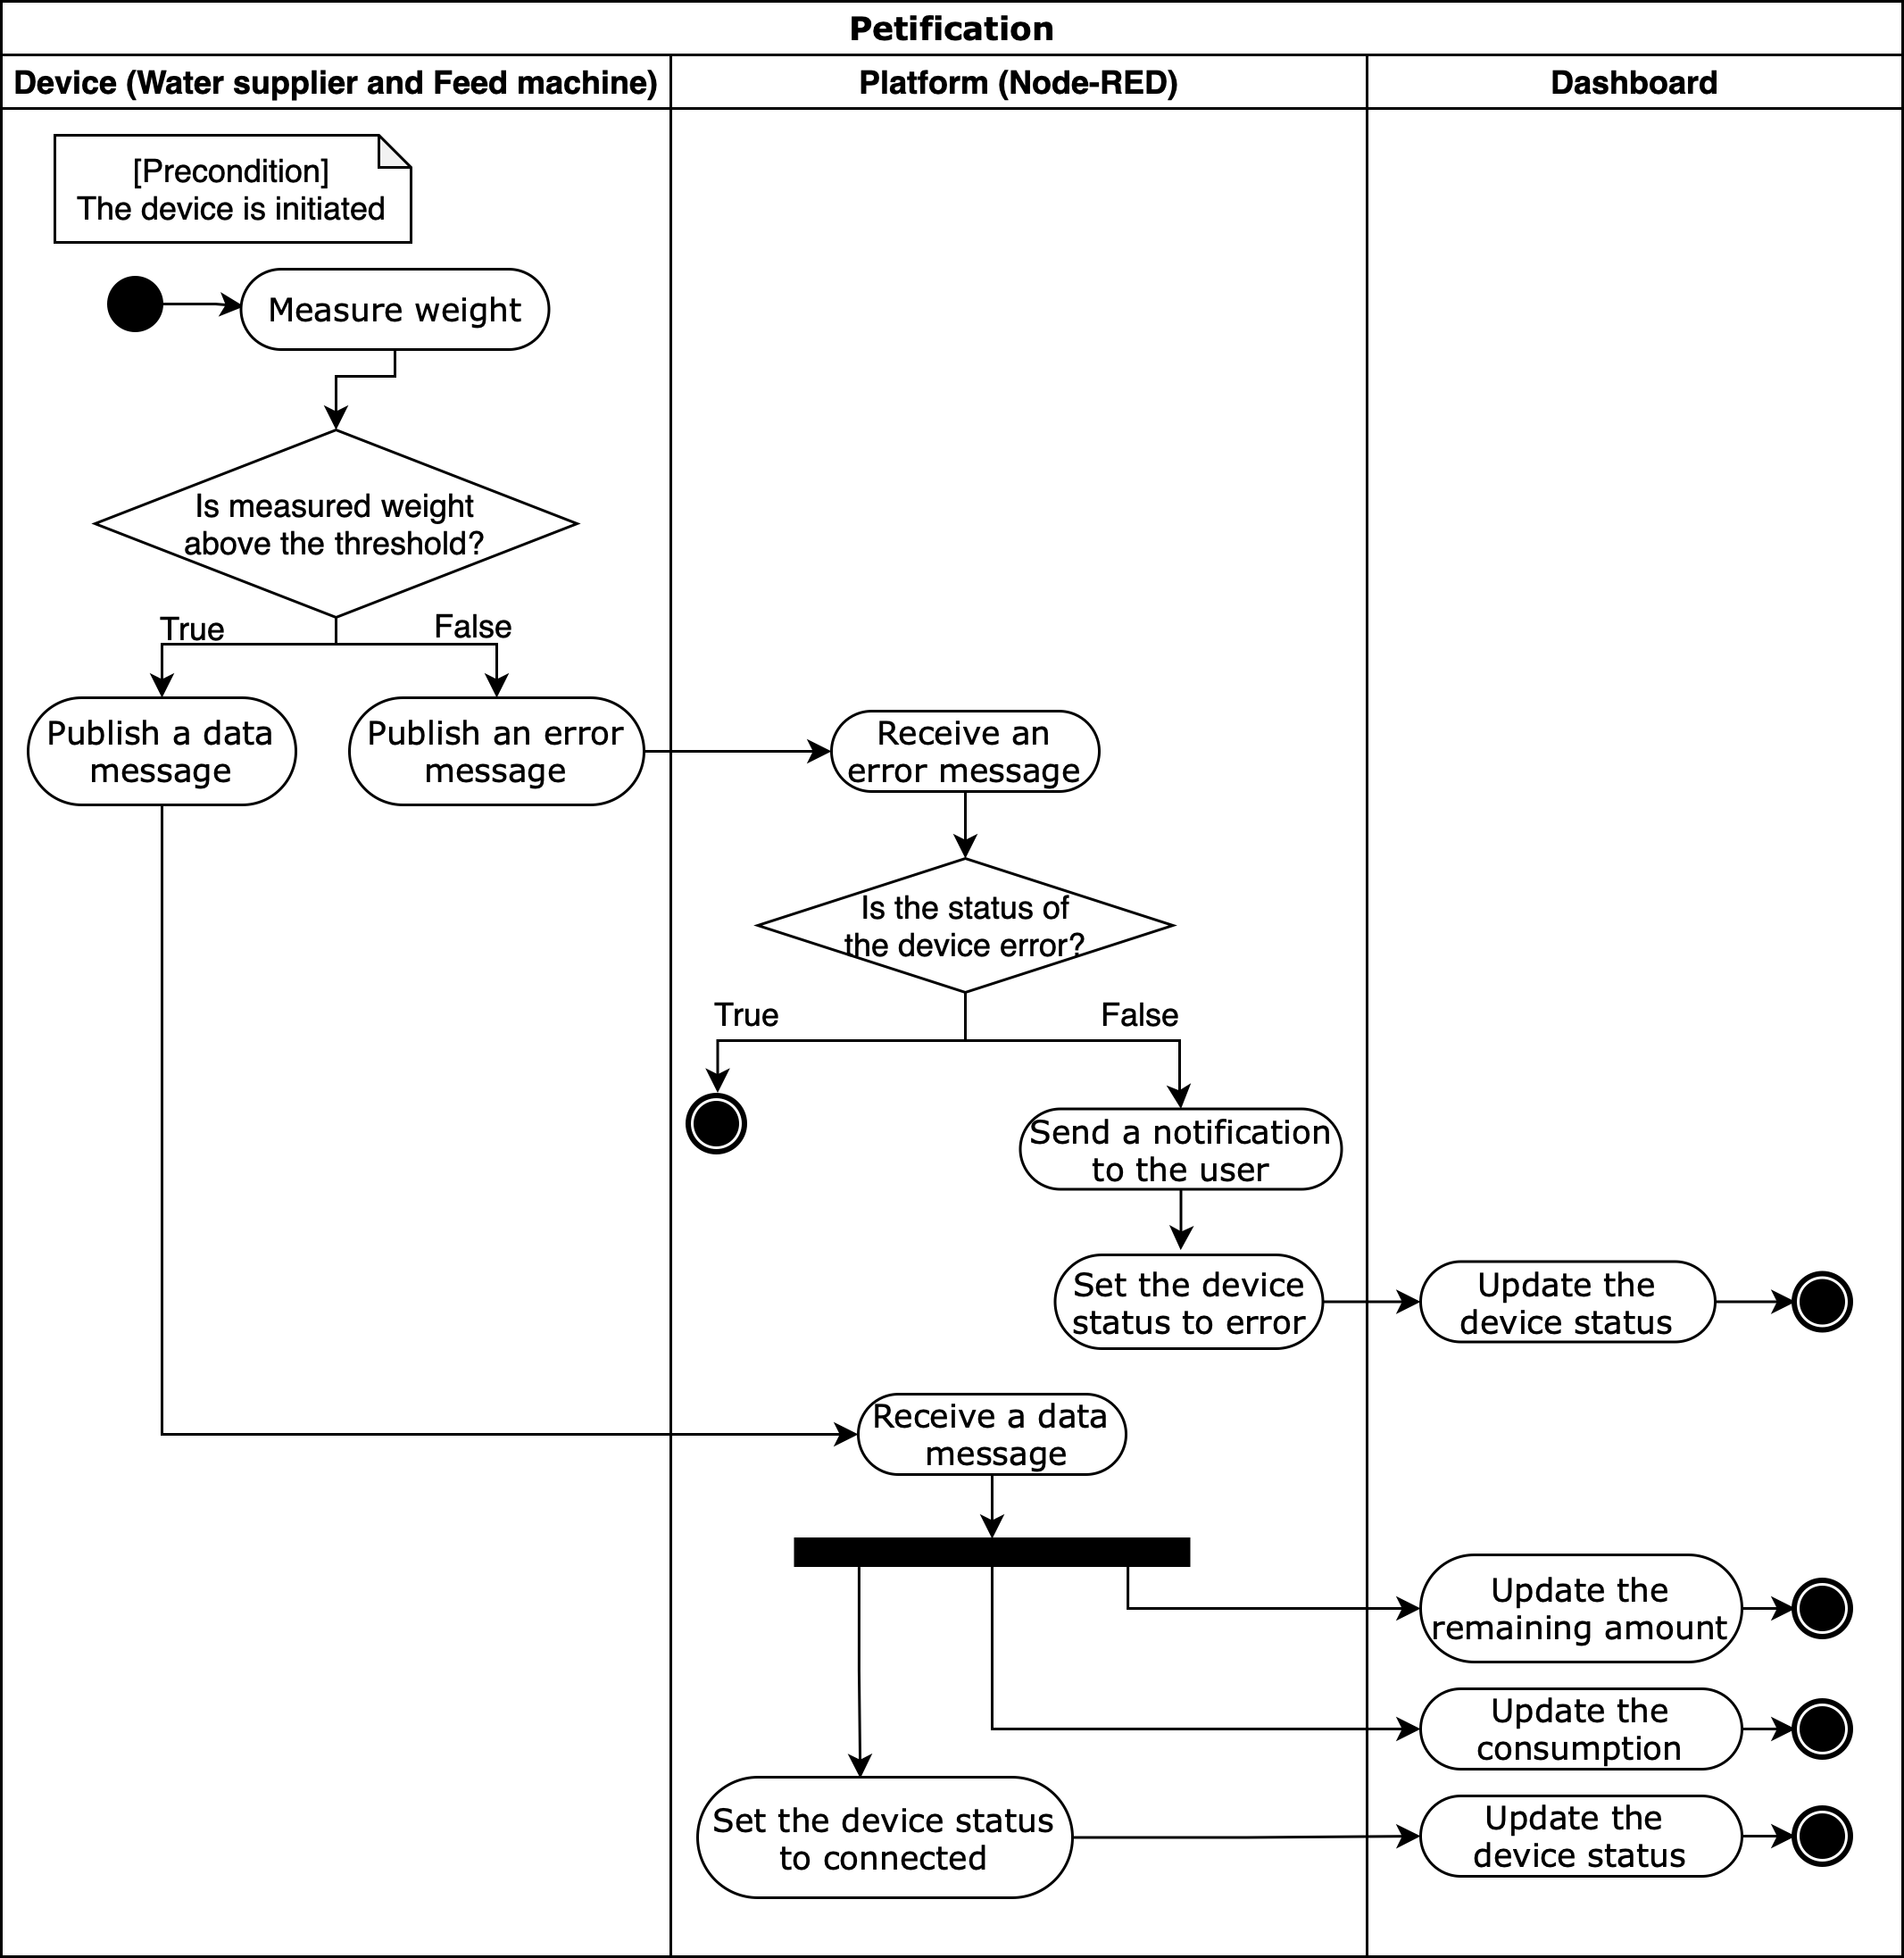 Petification
Device (Water supplier and Feed machine)
Platform (Node-RED)
Dashboard
[Precondition]
The device is initiated
Measure weight
Is measured weight
above the threshold?
True
False
Publish a data
message
Publish an error
message
Receive an
error message
Is the status of
the device error?
True
False
Send a notification
to the user
Set the device
status to error
Update the
device status
Receive a data
message
Update the
remaining amount
Update the
consumption
Set the device status
to connected
Update the
device status